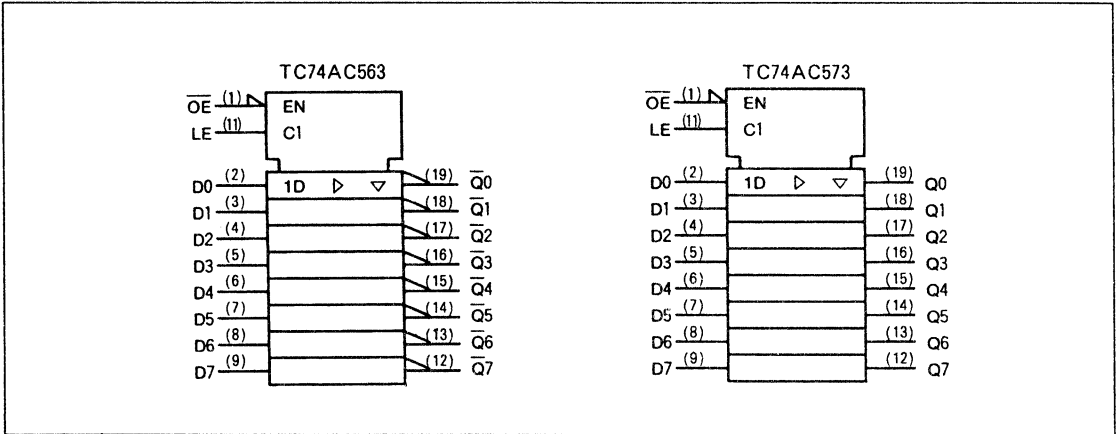 TC74AC563
OE (1) EN
LE (11) C1
D0 (2) 1D (19) Q0
D1 (3) (18) Q1
D2 (4) (17) Q2
D3 (5) (16) Q3
D4 (6) (15) Q4
D5 (7) (14) Q5
D6 (8) (13) Q6
D7 (9) (12) Q7
TC74AC573
OE (1) EN
LE (11) C1
D0 (2) 1D (19) Q0
D1 (3) (18) Q1
D2 (4) (17) Q2
D3 (5) (16) Q3
D4 (6) (15) Q4
D5 (7) (14) Q5
D6 (8) (13) Q6
D7 (9) (12) Q7